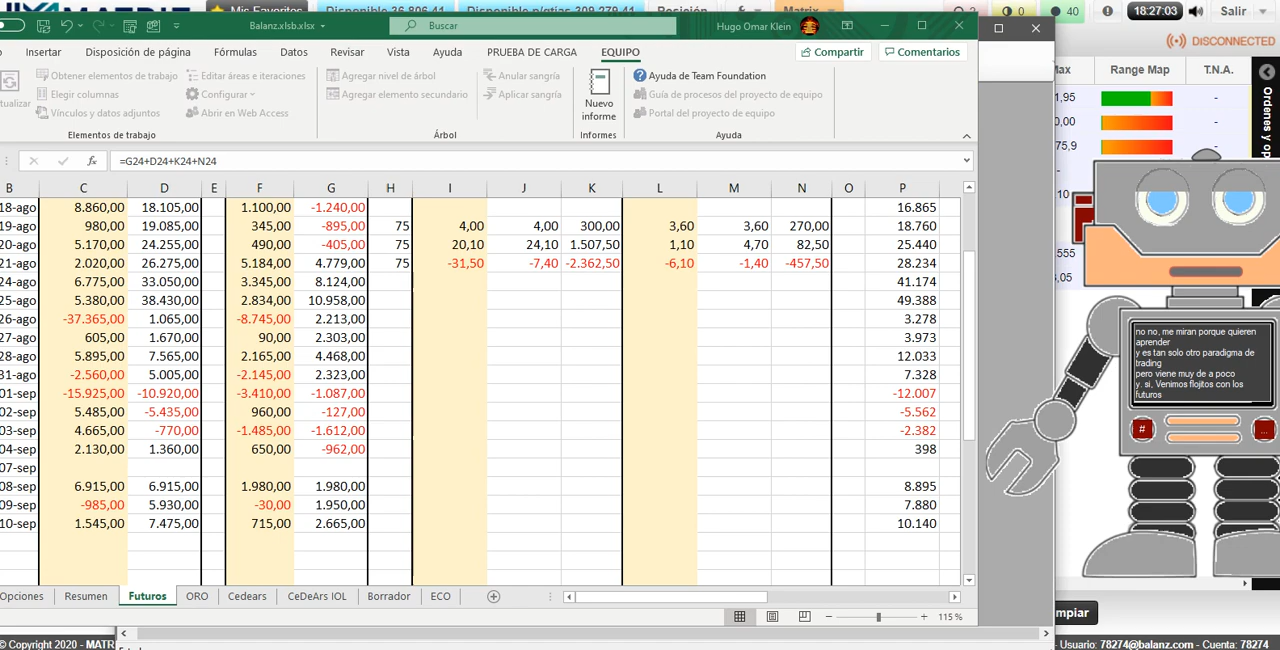 MATRIZ
Mis Favoritos
Disponible 36.806,41
Disponible p/gtias 309.279,41
Posición
Matrix
0
40
18:27:03
Salir
Balanz.xlsb.xlsx
Buscar
Hugo Omar Klein
DISCONNECTED
Insertar Disposición de página Fórmulas Datos Revisar Vista Ayuda PRUEBA DE CARGA EQUIPO
Compartir
Comentarios
Max Range Map T.N.A.
Obtener elementos de trabajo
Elegir columnas
Vínculos y datos adjuntos
Editar áreas e iteraciones
Configurar
Abrir en Web Access
Elementos de trabajo
Agregar nivel de árbol
Agregar elemento secundario
Anular sangría
Aplicar sangría
Árbol
Nuevo
informe
Informes
Ayuda de Team Foundation
Guía de procesos del proyecto de equipo
Portal del proyecto de equipo
Ayuda
tualizar
1,95 -
0,00 -
75,9 -
Ordenes y op
fx =G24+D24+K24+N24
B C D E F G H I J K L M N O P
18-ago 8.860,00 18.105,00 1.100,00 -1.240,00 16.865
19-ago 980,00 19.085,00 345,00 -895,00 75 4,00 4,00 300,00 3,60 3,60 270,00 18.760
20-ago 5.170,00 24.255,00 490,00 -405,00 75 20,10 24,10 1.507,50 1,10 4,70 82,50 25.440
21-ago 2.020,00 26.275,00 5.184,00 4.779,00 75 -31,50 -7,40 -2.362,50 -6,10 -1,40 -457,50 28.234
24-ago 6.775,00 33.050,00 3.345,00 8.124,00 41.174
25-ago 5.380,00 38.430,00 2.834,00 10.958,00 49.388
26-ago -37.365,00 1.065,00 -8.745,00 2.213,00 3.278
27-ago 605,00 1.670,00 90,00 2.303,00 3.973
28-ago 5.895,00 7.565,00 2.165,00 4.468,00 12.033
31-ago -2.560,00 5.005,00 -2.145,00 2.323,00 7.328
01-sep -15.925,00 -10.920,00 -3.410,00 -1.087,00 -12.007
02-sep 5.485,00 -5.435,00 960,00 -127,00 -5.562
03-sep 4.665,00 -770,00 -1.485,00 -1.612,00 -2.382
04-sep 2.130,00 1.360,00 650,00 -962,00 398
07-sep
08-sep 6.915,00 6.915,00 1.980,00 1.980,00 8.895
09-sep -985,00 5.930,00 -30,00 1.950,00 7.880
10-sep 1.545,00 7.475,00 715,00 2.665,00 10.140
10
555
3,05
no no, me miran porque quieren
aprender
y es tan solo otro paradigma de
trading
pero viene muy de a poco
y. si, Venimos flojitos con los
futuros
#
...
Opciones Resumen Futuros ORO Cedears CeDeArs IOL Borrador ECO
115 %
mpiar
© Copyright 2020 - MATR
Usuario: 78274@balanz.com - Cuenta: 78274